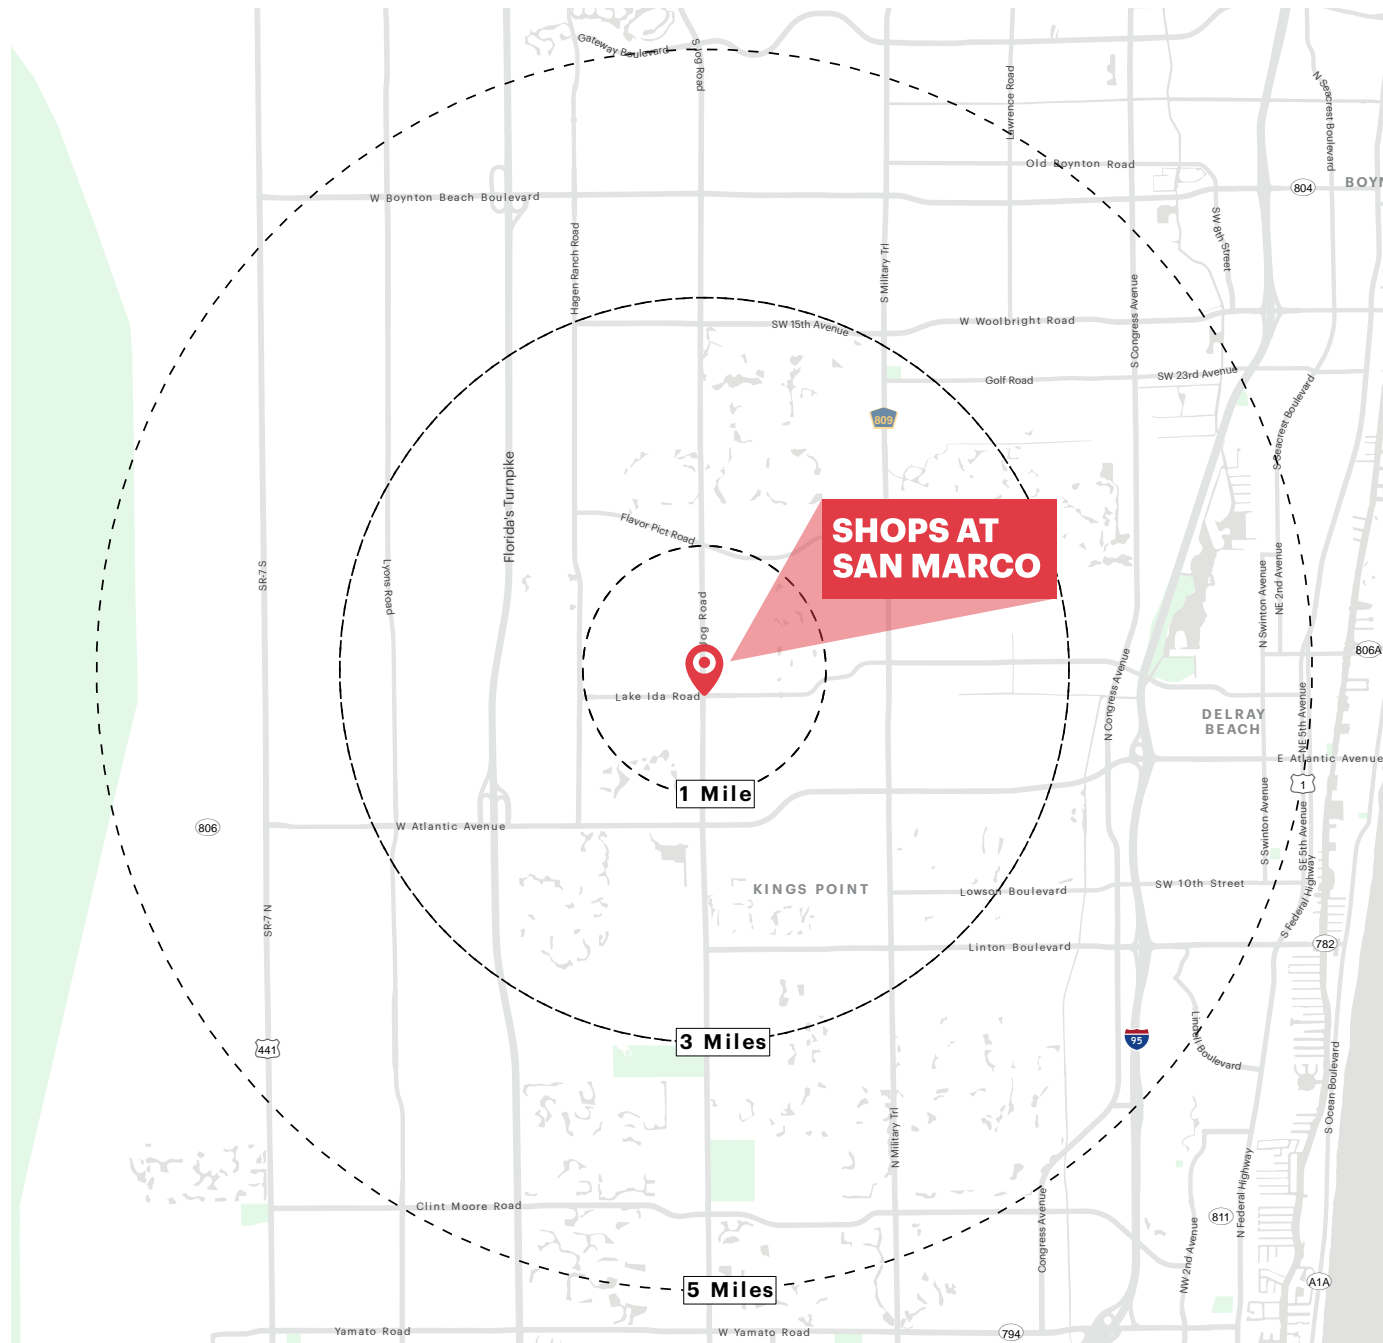 Gateway Boulevard
S Jog Road
Lawrence Road
N Seacrest Boulevard
Old Boynton Road
804
BOYN
W Boynton Beach Boulevard
SW 8th Street
Hagen Ranch Road
S Military Trl
S Congress Avenue
SW 15th Avenue
W Woolbright Road
Golf Road
SW 23rd Avenue
S Seacrest Boulevard
809
Florida's Turnpike
Flavor Pict Road
SHOPS AT
SAN MARCO
SR-7 S
Lyons Road
Jog Road
N Swinton Avenue
NE 2nd Avenue
806A
Lake Ida Road
N Congress Avenue
DELRAY
BEACH
NE 5th Avenue
E Atlantic Avenue
1
1 Mile
806
W Atlantic Avenue
S Swinton Avenue
SE 5th Avenue
KINGS POINT
Lowson Boulevard
SW 10th Street
S Federal Highway
SR-7 N
Linton Boulevard
782
3 Miles
441
95
Lindell Boulevard
S Ocean Boulevard
N Military Trl
Clint Moore Road
Congress Avenue
811
N Federal Highway
NW 2nd Avenue
A1A
5 Miles
Yamato Road
W Yamato Road
794